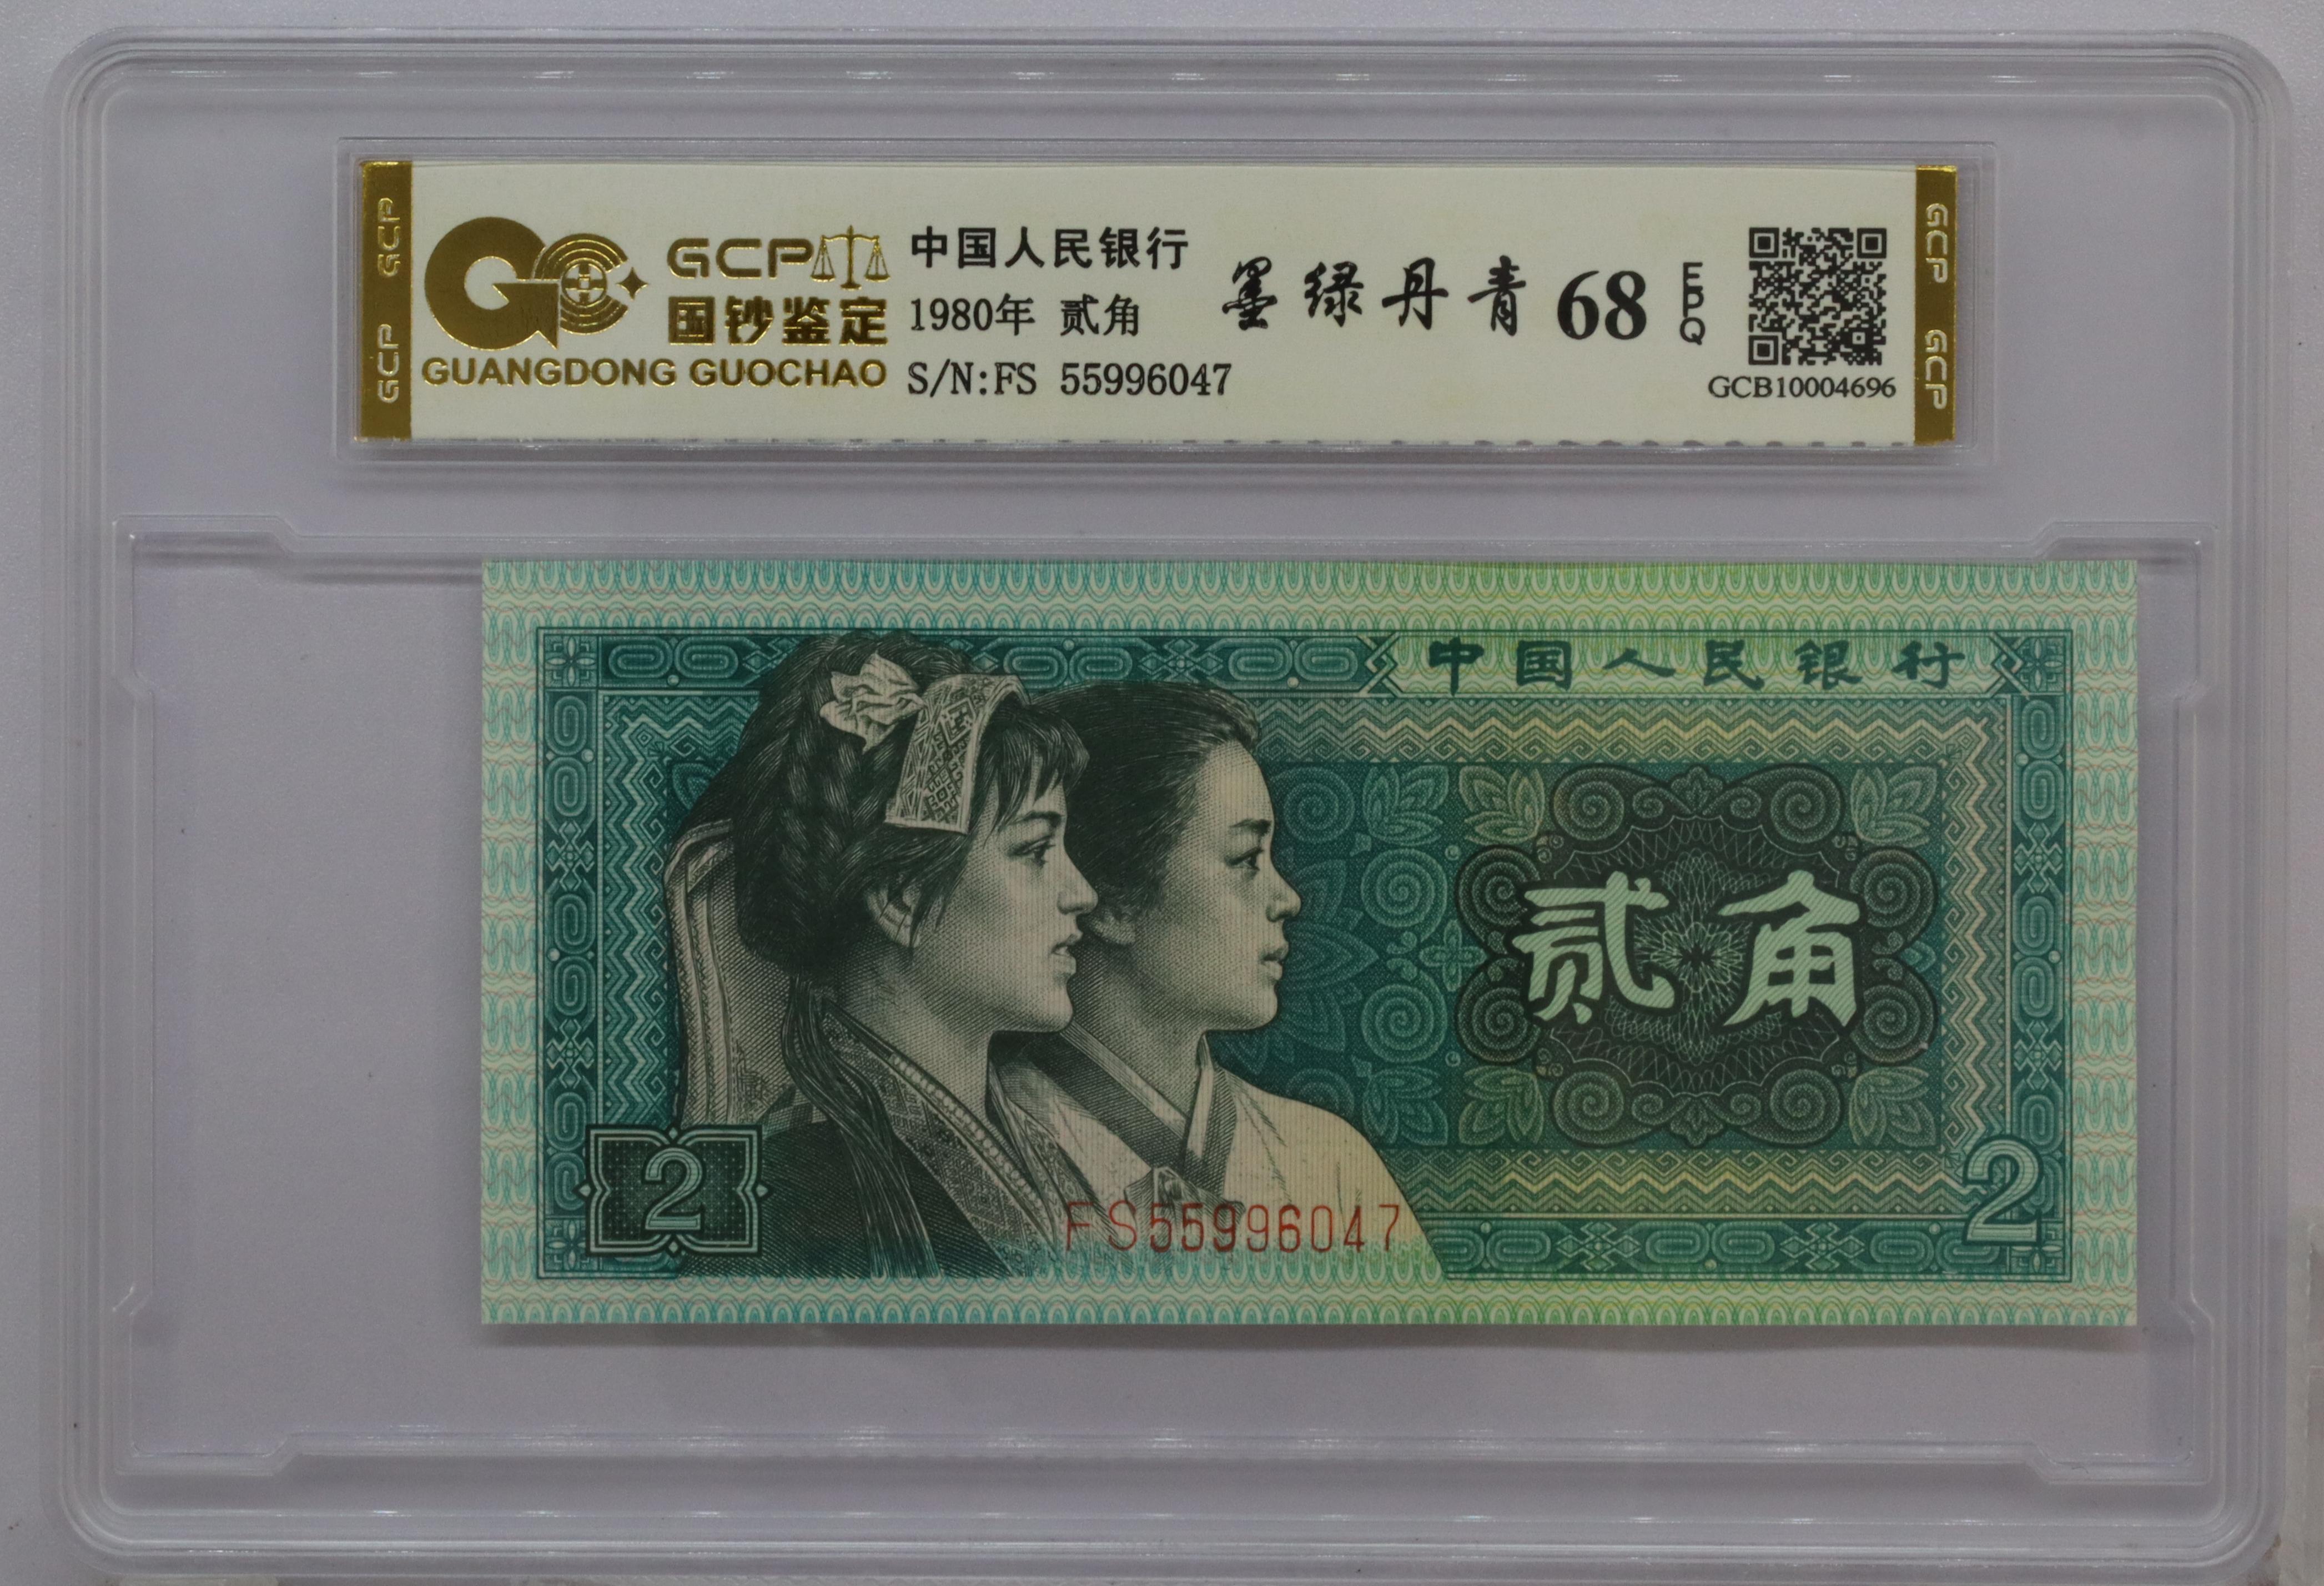 GCP
国钞鉴定
GUANGDONG GUOCHAO
中国人民银行
1980年 贰角
S/N:FS 55996047
墨绿丹青 68 EPQ
GCB10004696
GCP GCP
GCP GCP
中国人民银行
贰角
2
FS55996047
2